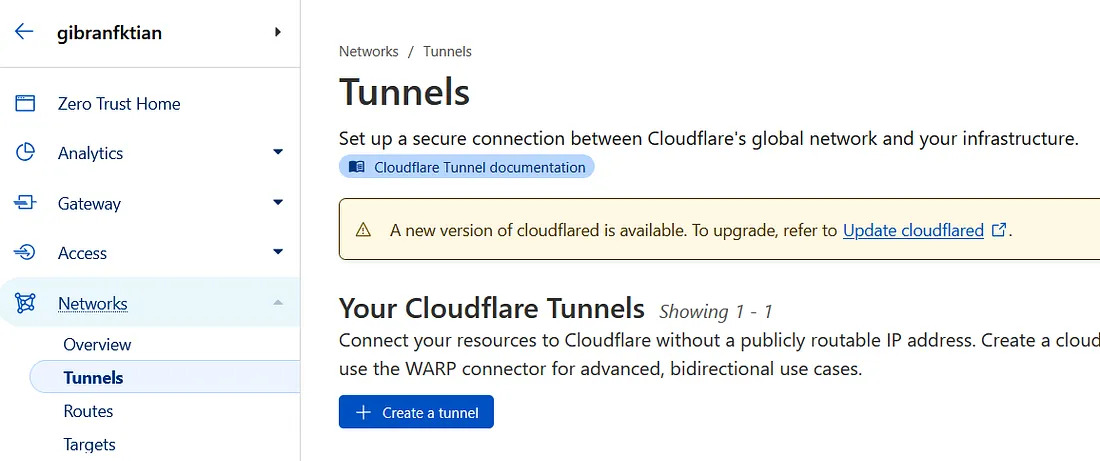 gibranfktian
Zero Trust Home
Analytics
Gateway
Access
Networks
Overview
Tunnels
Routes
Targets
Networks / Tunnels
Tunnels
Set up a secure connection between Cloudflare's global network and your infrastructure.
Cloudflare Tunnel documentation
A new version of cloudflared is available. To upgrade, refer to Update cloudflared .
Your Cloudflare Tunnels Showing 1 - 1
Connect your resources to Cloudflare without a publicly routable IP address. Create a cloud
use the WARP connector for advanced, bidirectional use cases.
+ Create a tunnel